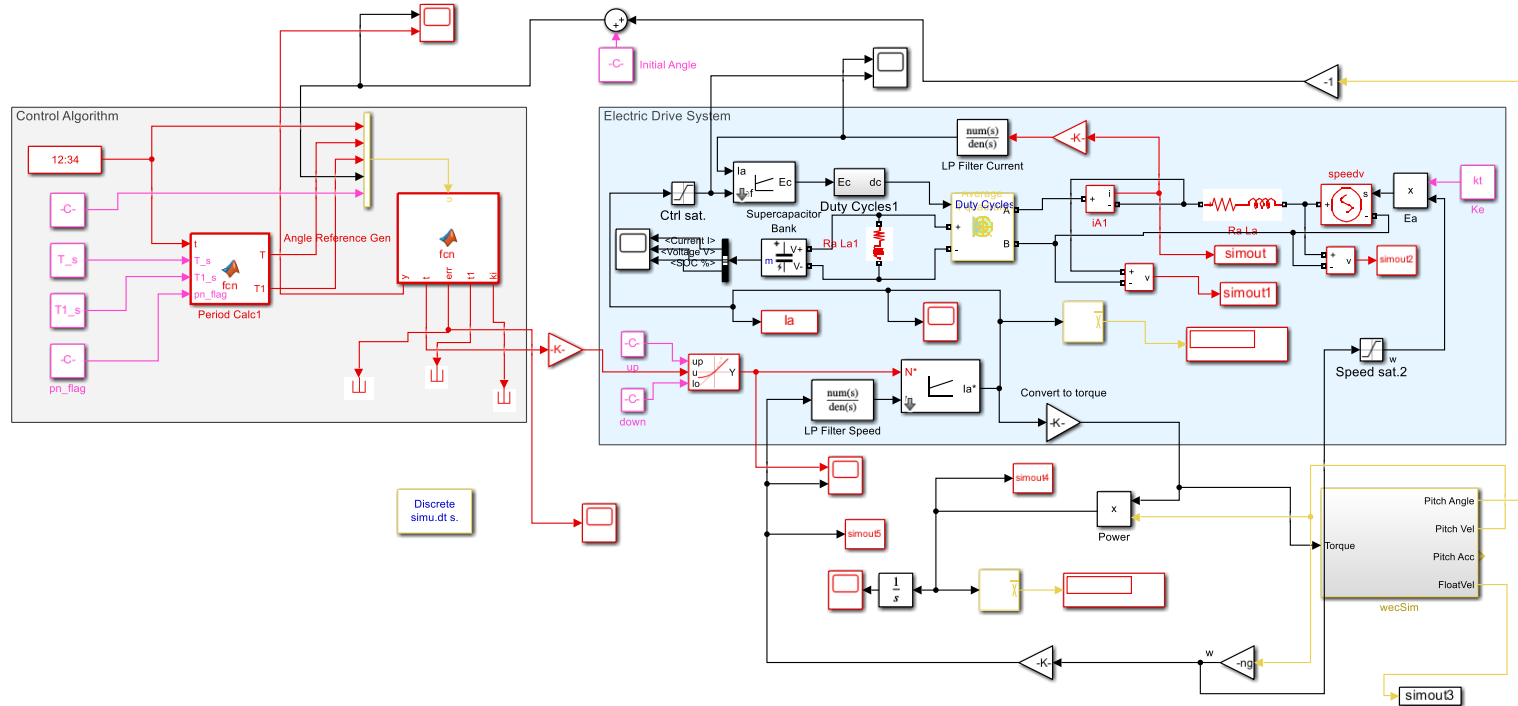 -C-
Initial Angle
-1
Control Algorithm
Electric Drive System
12:34
-C-
T_s
T1_s
-C-
pn_flag
t
T_s
T1_s
pn_flag
fcn
T
T1
Period Calc1
Angle Reference Gen
fcn
y
t
err
t1
ki
-K-
num(s)
den(s)
LP Filter Current
-K-
Ctrl sat.
Ia
Ec
Supercapacitor
Bank
Ec
dc
Duty Cycles1
Duty Cycles
A
B
+
-
i
iA1
Ra La
speedv
s
x
Ea
kt
Ke
<Current I>
<Voltage V>
<SOC %>
m
V+
V-
Ra La1
v
simout
v
simout2
v
simout1
Ia
-C-
up
-C-
down
up
u
lo
Y
num(s)
den(s)
LP Filter Speed
N*
Ia*
Convert to torque
-K-
w
Speed sat.2
Discrete
simu.dt s.
simout4
x
Power
simout5
1
s
Torque
Pitch Angle
Pitch Vel
Pitch Acc
FloatVel
wecSim
-K-
w
-ng
simout3